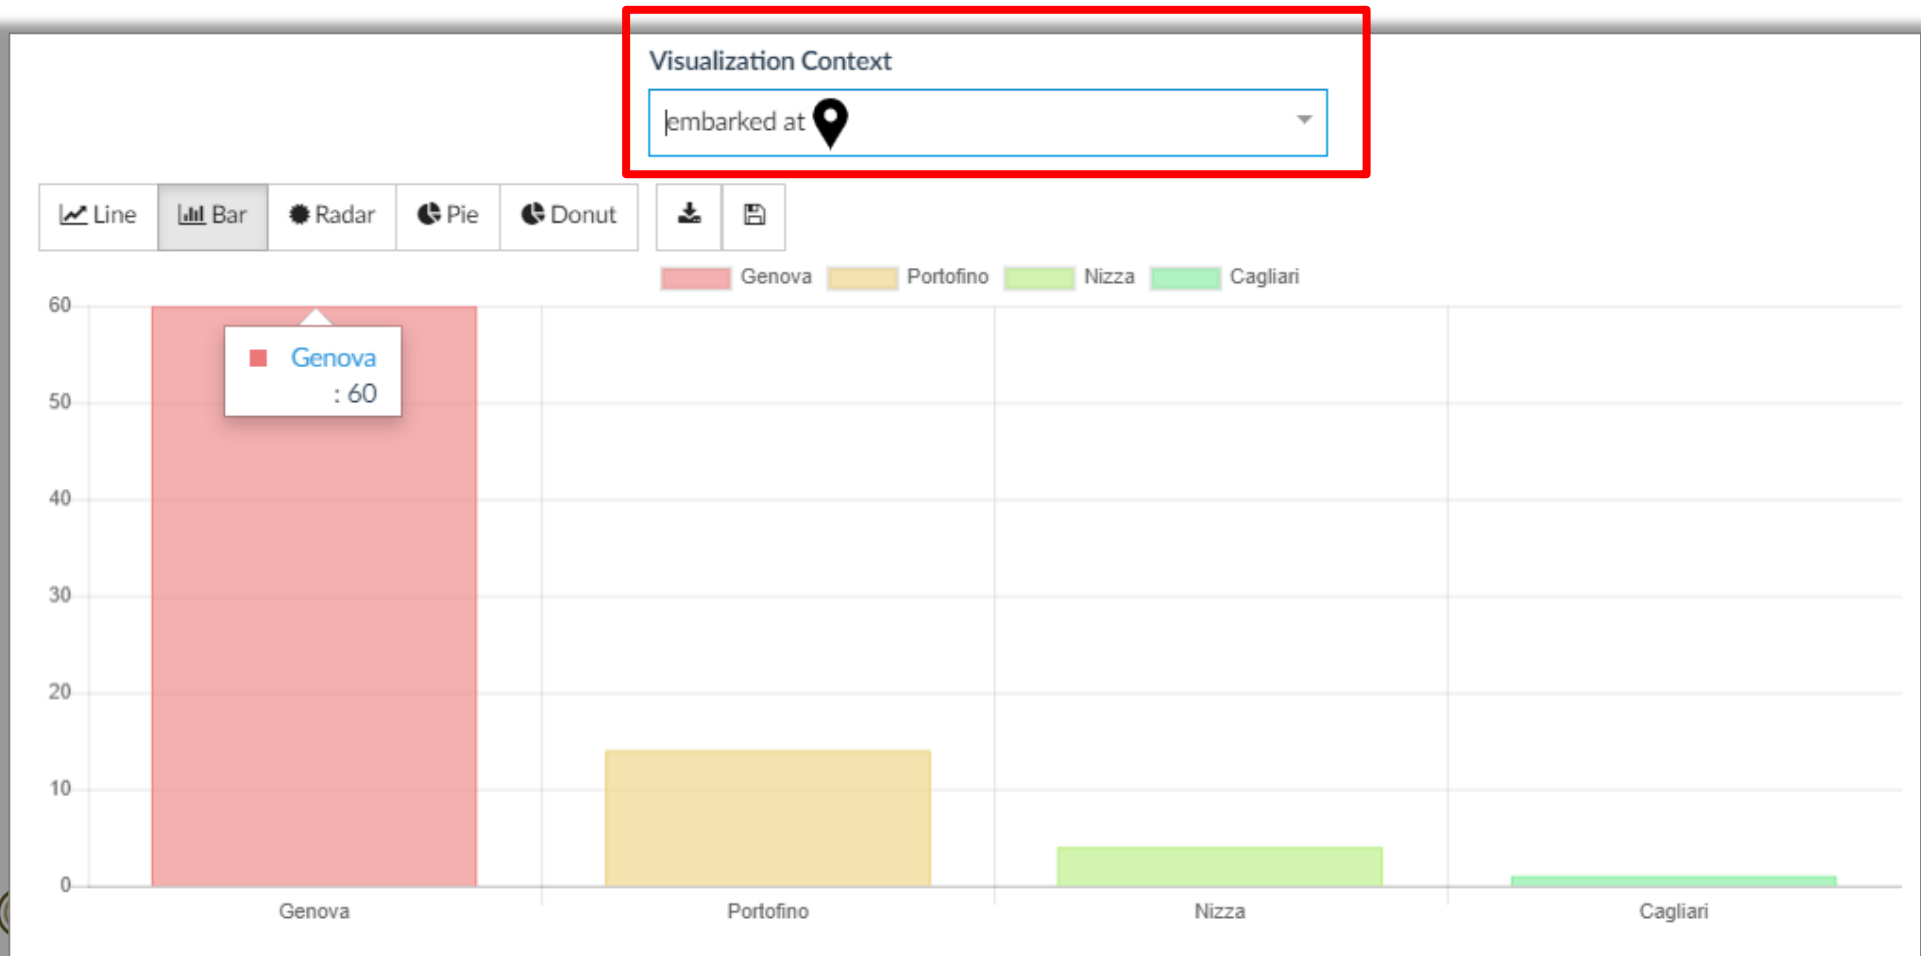 Visualization Context
embarked at
Line Bar Radar Pie Donut
Genova Portofino Nizza Cagliari
60
Genova
: 60
50
40
30
20
10
0
Genova Portofino Nizza Cagliari